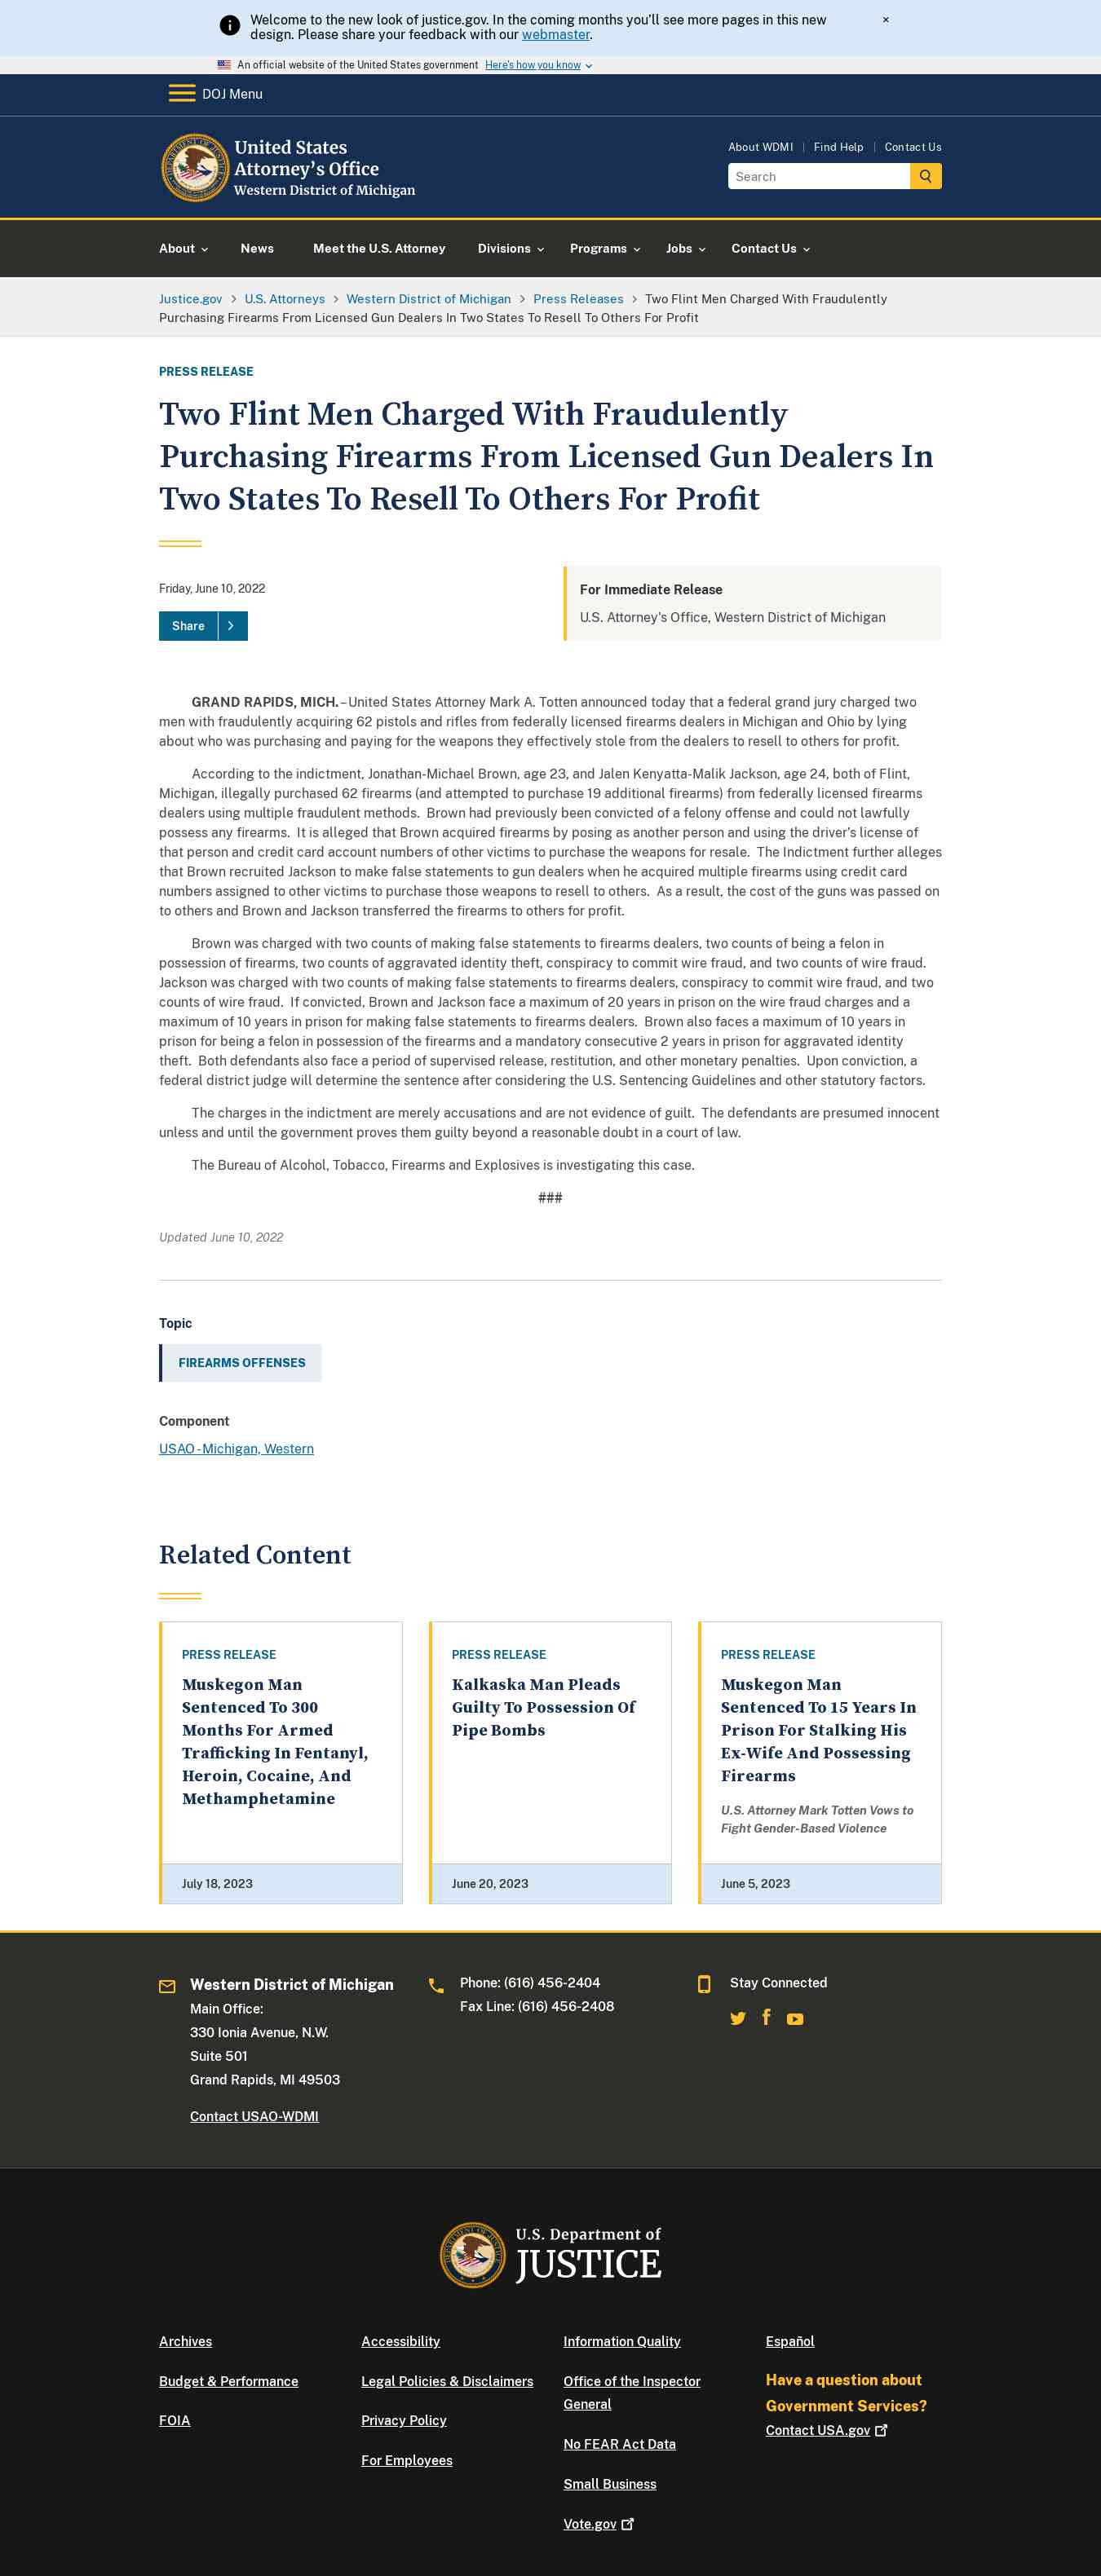 Welcome to the new look of justice.gov. In the coming months you'll see more pages in this new
design. Please share your feedback with our webmaster.
×
An official website of the United States government Here's how you know
DOJ Menu
United States
Attorney's Office
Western District of Michigan
About WDMI | Find Help | Contact Us
Search
About News Meet the U.S. Attorney Divisions Programs Jobs Contact Us
Justice.gov > U.S. Attorneys > Western District of Michigan > Press Releases > Two Flint Men Charged With Fraudulently
Purchasing Firearms From Licensed Gun Dealers In Two States To Resell To Others For Profit
PRESS RELEASE
Two Flint Men Charged With Fraudulently
Purchasing Firearms From Licensed Gun Dealers In
Two States To Resell To Others For Profit
Friday, June 10, 2022
Share
For Immediate Release
U.S. Attorney's Office, Western District of Michigan
GRAND RAPIDS, MICH. – United States Attorney Mark A. Totten announced today that a federal grand jury charged two
men with fraudulently acquiring 62 pistols and rifles from federally licensed firearms dealers in Michigan and Ohio by lying
about who was purchasing and paying for the weapons they effectively stole from the dealers to resell to others for profit.
According to the indictment, Jonathan-Michael Brown, age 23, and Jalen Kenyatta-Malik Jackson, age 24, both of Flint,
Michigan, illegally purchased 62 firearms (and attempted to purchase 19 additional firearms) from federally licensed firearms
dealers using multiple fraudulent methods. Brown had previously been convicted of a felony offense and could not lawfully
possess any firearms. It is alleged that Brown acquired firearms by posing as another person and using the driver's license of
that person and credit card account numbers of other victims to purchase the weapons for resale. The Indictment further alleges
that Brown recruited Jackson to make false statements to gun dealers when he acquired multiple firearms using credit card
numbers assigned to other victims to purchase those weapons to resell to others. As a result, the cost of the guns was passed on
to others and Brown and Jackson transferred the firearms to others for profit.
Brown was charged with two counts of making false statements to firearms dealers, two counts of being a felon in
possession of firearms, two counts of aggravated identity theft, conspiracy to commit wire fraud, and two counts of wire fraud.
Jackson was charged with two counts of making false statements to firearms dealers, conspiracy to commit wire fraud, and two
counts of wire fraud. If convicted, Brown and Jackson face a maximum of 20 years in prison on the wire fraud charges and a
maximum of 10 years in prison for making false statements to firearms dealers. Brown also faces a maximum of 10 years in
prison for being a felon in possession of the firearms and a mandatory consecutive 2 years in prison for aggravated identity
theft. Both defendants also face a period of supervised release, restitution, and other monetary penalties. Upon conviction, a
federal district judge will determine the sentence after considering the U.S. Sentencing Guidelines and other statutory factors.
The charges in the indictment are merely accusations and are not evidence of guilt. The defendants are presumed innocent
unless and until the government proves them guilty beyond a reasonable doubt in a court of law.
The Bureau of Alcohol, Tobacco, Firearms and Explosives is investigating this case.
###
Updated June 10, 2022
Topic
FIREARMS OFFENSES
Component
USAO - Michigan, Western
Related Content
PRESS RELEASE
Muskegon Man
Sentenced To 300
Months For Armed
Trafficking In Fentanyl,
Heroin, Cocaine, And
Methamphetamine
July 18, 2023
PRESS RELEASE
Kalkaska Man Pleads
Guilty To Possession Of
Pipe Bombs
June 20, 2023
PRESS RELEASE
Muskegon Man
Sentenced To 15 Years In
Prison For Stalking His
Ex-Wife And Possessing
Firearms
U.S. Attorney Mark Totten Vows to
Fight Gender-Based Violence
June 5, 2023
Western District of Michigan
Main Office:
330 Ionia Avenue, N.W.
Suite 501
Grand Rapids, MI 49503
Contact USAO-WDMI
Phone: (616) 456-2404
Fax Line: (616) 456-2408
Stay Connected
U.S. Department of
JUSTICE
Archives
Budget & Performance
FOIA
Accessibility
Legal Policies & Disclaimers
Privacy Policy
For Employees
Information Quality
Office of the Inspector
General
No FEAR Act Data
Small Business
Vote.gov
Español
Have a question about
Government Services?
Contact USA.gov